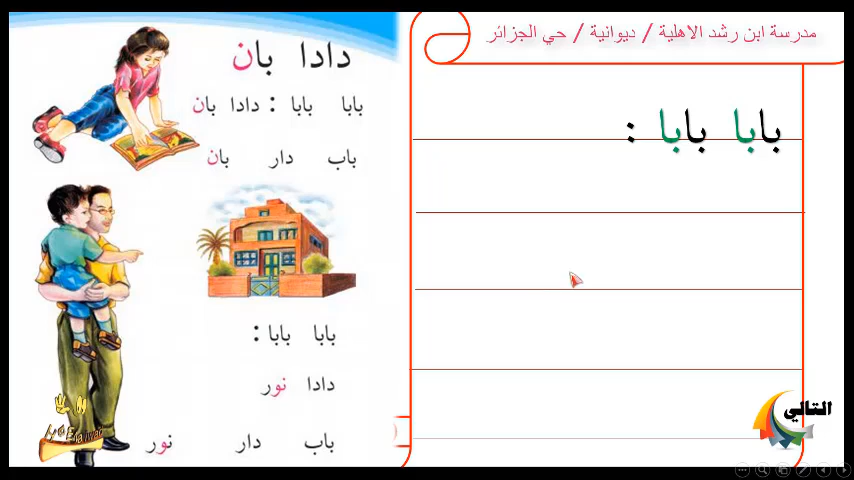 مدرسة ابن رشد الاهلية / ديوانية / حي الجزائر
بابا بابا :
دادا بان
بابا بابا : دادا بان
باب دار بان
بابا بابا :
دادا نور
باب دار نور
التالي